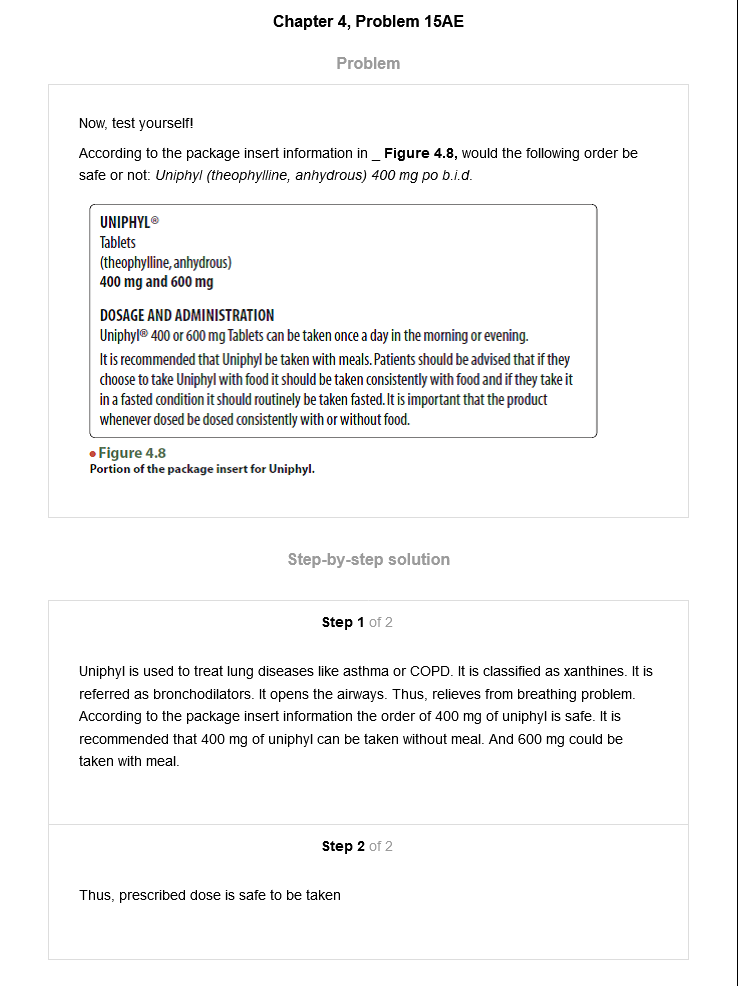 Chapter 4, Problem 15AE
Problem
Now, test yourself!
According to the package insert information in _ Figure 4.8, would the following order be
safe or not: Uniphyl (theophylline, anhydrous) 400 mg po b.i.d.
UNIPHYL®
Tablets
(theophylline, anhydrous)
400 mg and 600 mg
DOSAGE AND ADMINISTRATION
Uniphyl® 400 or 600 mg Tablets can be taken once a day in the morning or evening.
It is recommended that Uniphyl be taken with meals. Patients should be advised that if they
choose to take Uniphyl with food it should be taken consistently with food and if they take it
in a fasted condition it should routinely be taken fasted. It is important that the product
whenever dosed be dosed consistently with or without food.
• Figure 4.8
Portion of the package insert for Uniphyl.
Step-by-step solution
Step 1 of 2
Uniphyl is used to treat lung diseases like asthma or COPD. It is classified as xanthines. It is
referred as bronchodilators. It opens the airways. Thus, relieves from breathing problem.
According to the package insert information the order of 400 mg of uniphyl is safe. It is
recommended that 400 mg of uniphyl can be taken without meal. And 600 mg could be
taken with meal.
Step 2 of 2
Thus, prescribed dose is safe to be taken